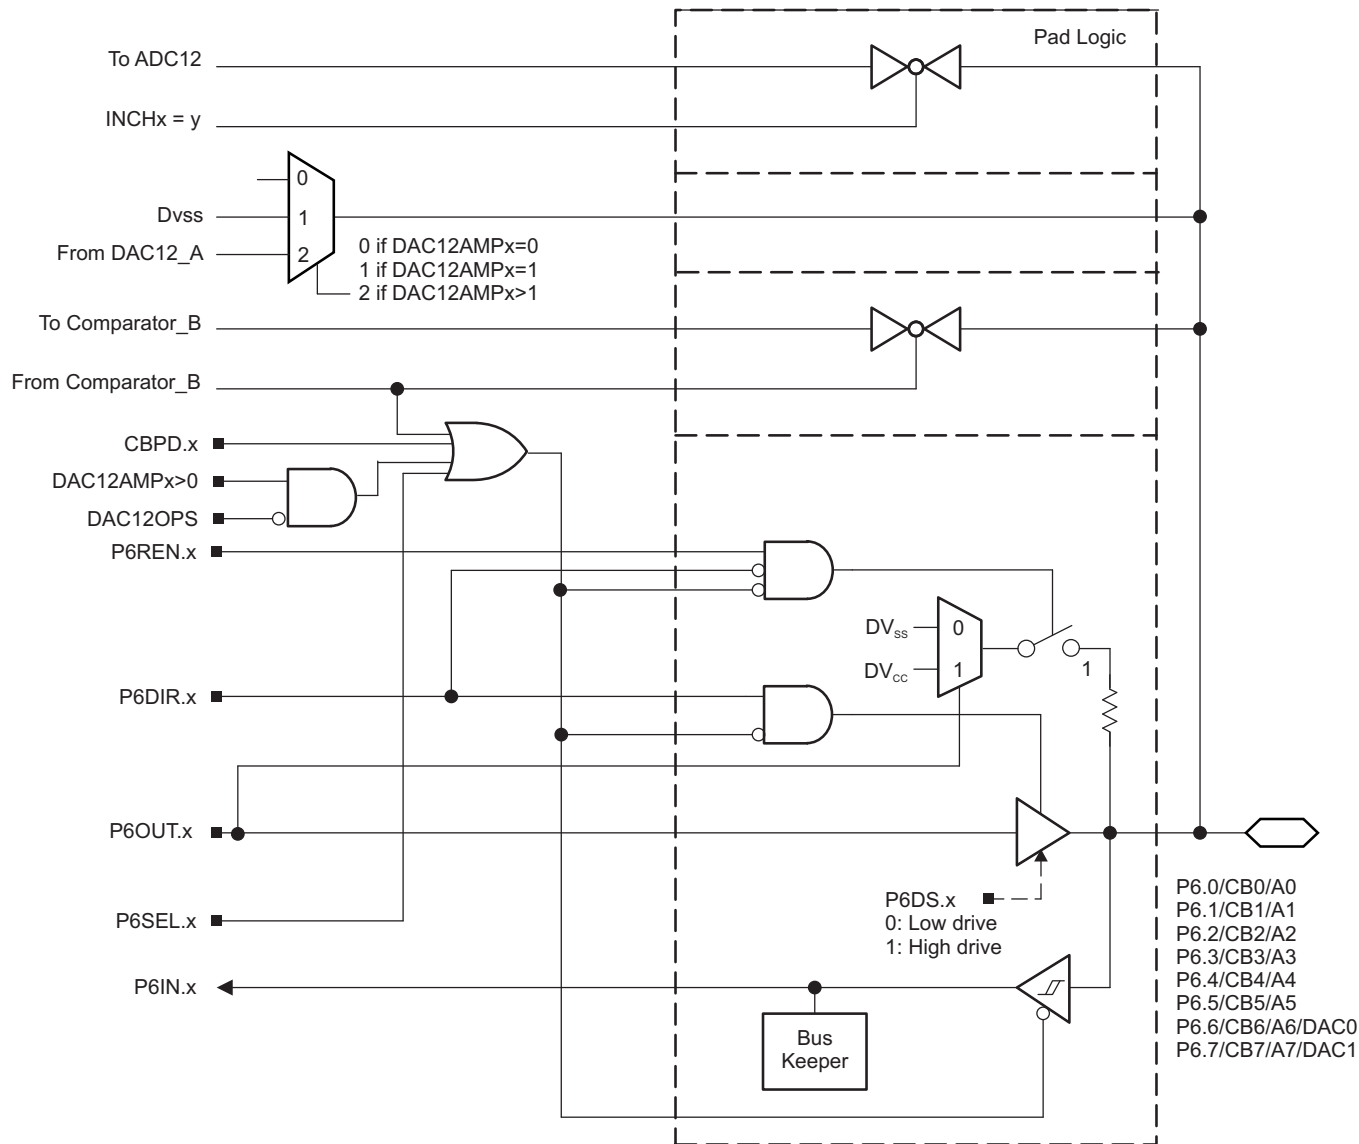 Pad Logic
To ADC12
INCHx = y
0
Dvss
1
From DAC12_A
2
0 if DAC12AMPx=0
1 if DAC12AMPx=1
2 if DAC12AMPx>1
To Comparator_B
From Comparator_B
CBPD.x
DAC12AMPx>0
DAC12OPS
P6REN.x
DVSS
0
DVCC
1
1
P6DIR.x
P6OUT.x
P6DS.x
0: Low drive
1: High drive
P6SEL.x
P6IN.x
Bus
Keeper
P6.0/CB0/A0
P6.1/CB1/A1
P6.2/CB2/A2
P6.3/CB3/A3
P6.4/CB4/A4
P6.5/CB5/A5
P6.6/CB6/A6/DAC0
P6.7/CB7/A7/DAC1